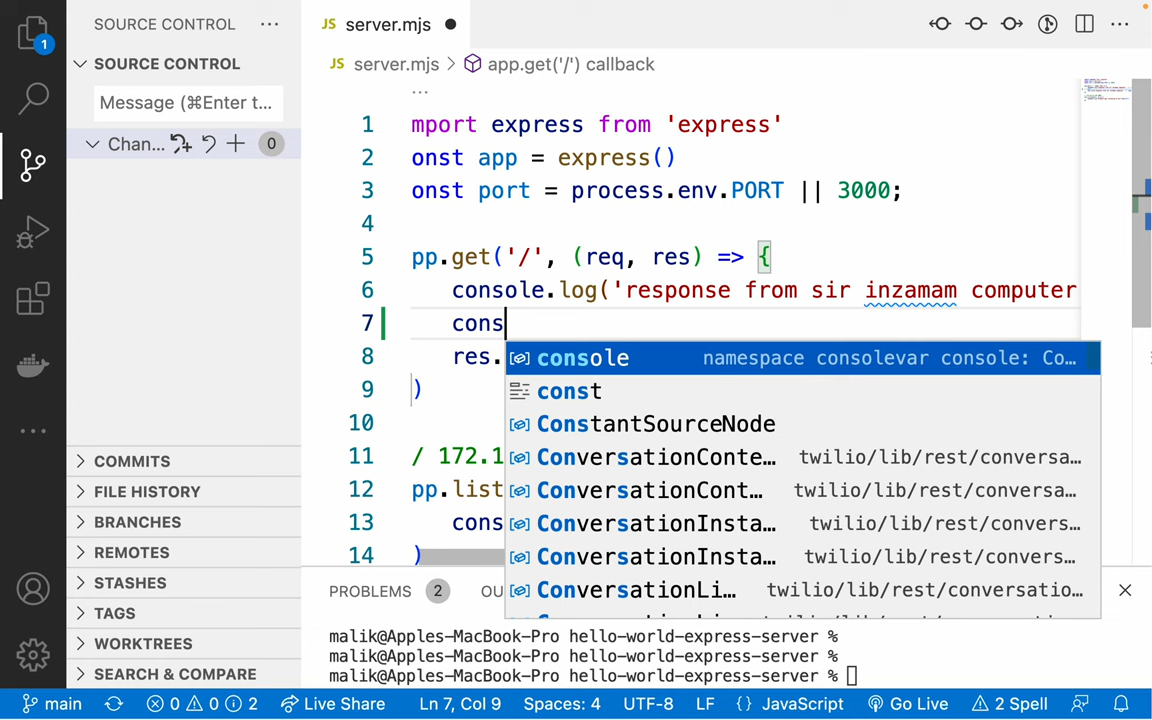 SOURCE CONTROL
1
SOURCE CONTROL
Message (⌘Enter t...
Chan... 0
COMMITS
FILE HISTORY
BRANCHES
REMOTES
STASHES
TAGS
WORKTREES
SEARCH & COMPARE
JS server.mjs
JS server.mjs > app.get('/') callback
...
1 mport express from 'express'
2 onst app = express()
3 onst port = process.env.PORT || 3000;
4
5 pp.get('/', (req, res) => {
6 console.log('response from sir inzamam computer
7 cons
8 res.
9 )
10
11 / 172.1
12 pp.list
13 cons
14 )
console namespace consolevar console: Co...
const
ConstantSourceNode
ConversationConte... twilio/lib/rest/conversa...
ConversationCont... twilio/lib/rest/conversa...
ConversationInsta... twilio/lib/rest/convers...
ConversationInsta... twilio/lib/rest/convers...
ConversationLi... twilio/lib/rest/conversatio...
PROBLEMS 2 OU
malik@Apples-MacBook-Pro hello-world-express-server %
malik@Apples-MacBook-Pro hello-world-express-server %
malik@Apples-MacBook-Pro hello-world-express-server %
main 0 0 2 Live Share Ln 7, Col 9 Spaces: 4 UTF-8 LF {} JavaScript Go Live 2 Spell